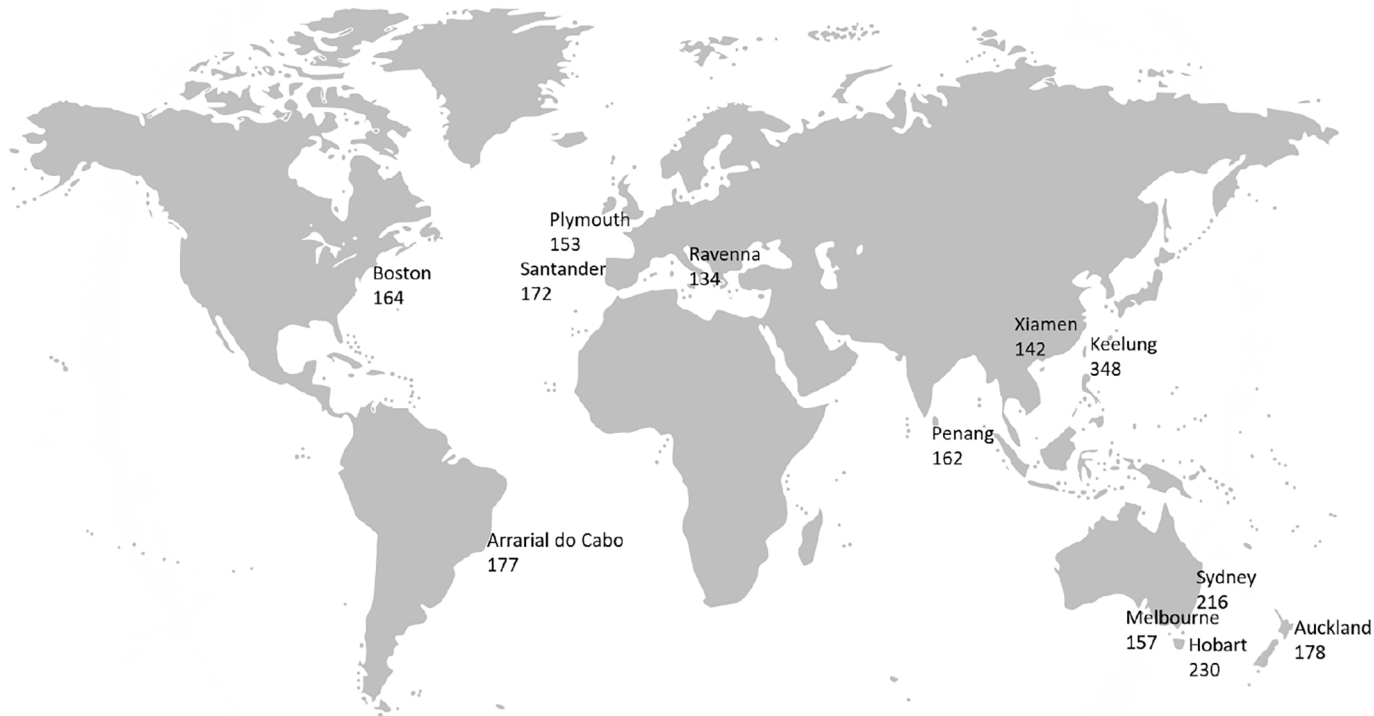 Plymouth
153
Ravenna
134
Santander
172
Boston
164
Xiamen
142
Keelung
348
Penang
162
Arrarial do Cabo
177
Sydney
216
Melbourne
157
Hobart
230
Auckland
178